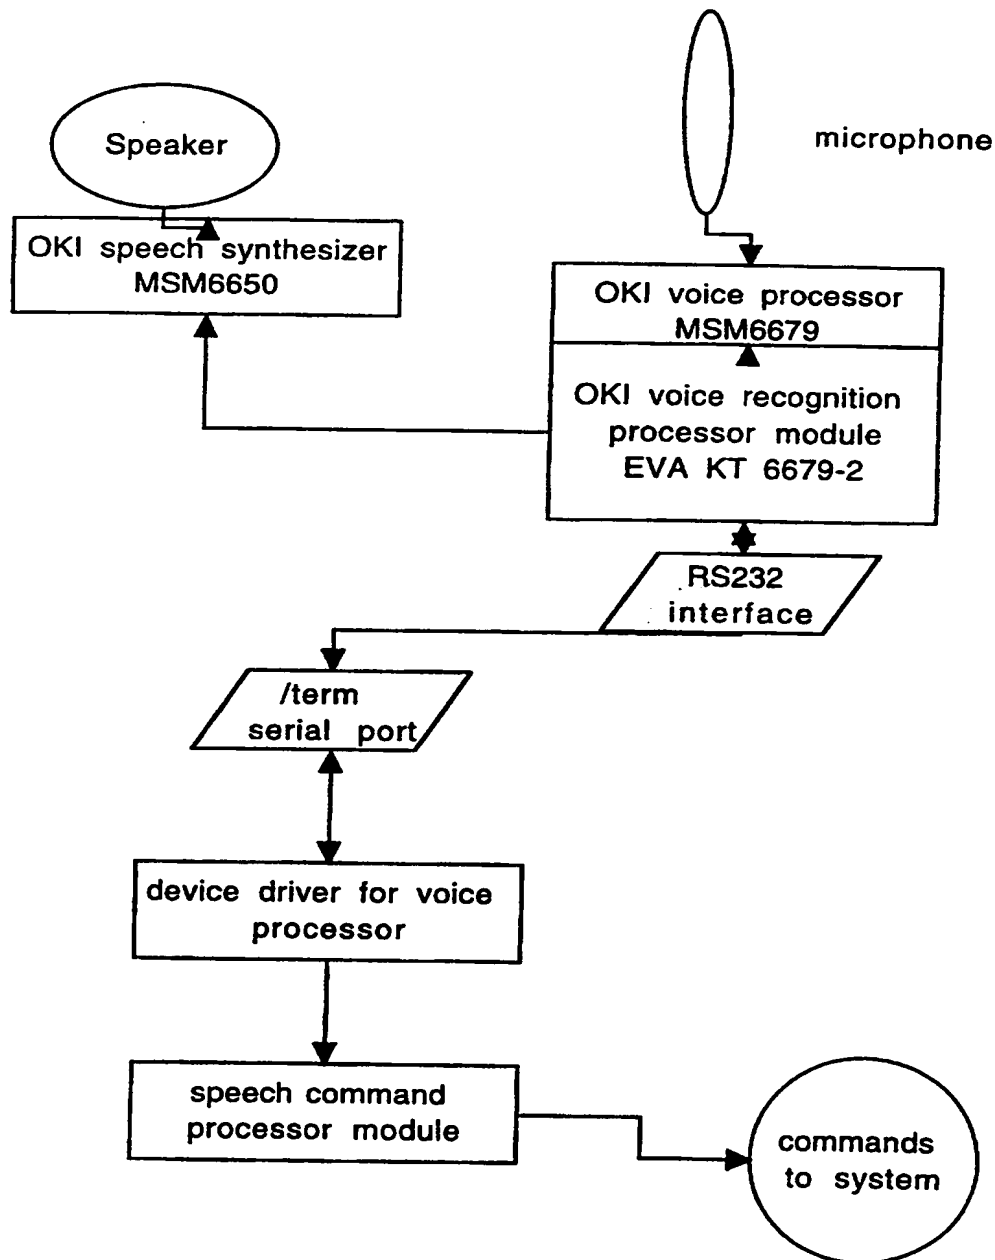 Speaker
microphone
OKI speech synthesizer
MSM6650
OKI voice processor
MSM6679
OKI voice recognition
processor module
EVA KT 6679-2
RS232
interface
/term
serial port
device driver for voice
processor
speech command
processor module
commands
to system